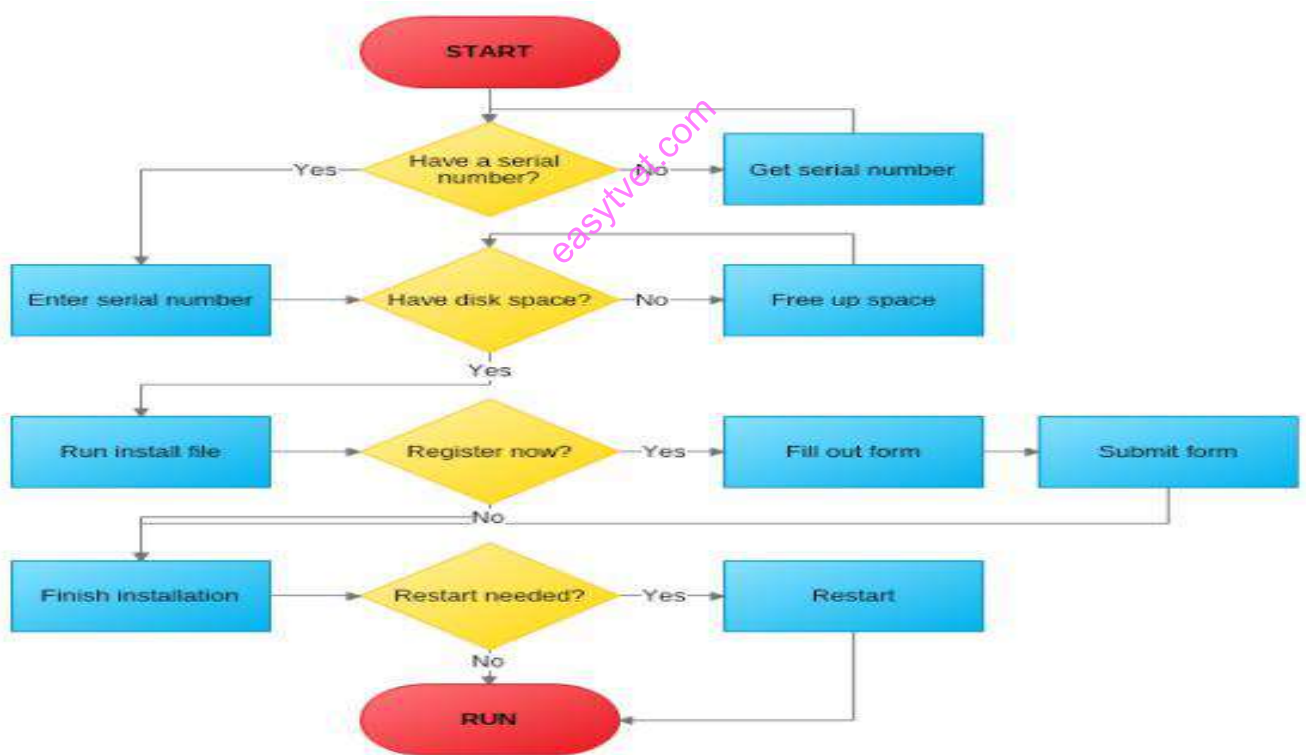 START
Have a serial
number?
Yes
No
Get serial number
easytvet.com
Enter serial number
Have disk space?
No
Free up space
Yes
Run install file
Register now?
Yes
Fill out form
Submit form
No
Finish installation
Restart needed?
Yes
Restart
No
RUN